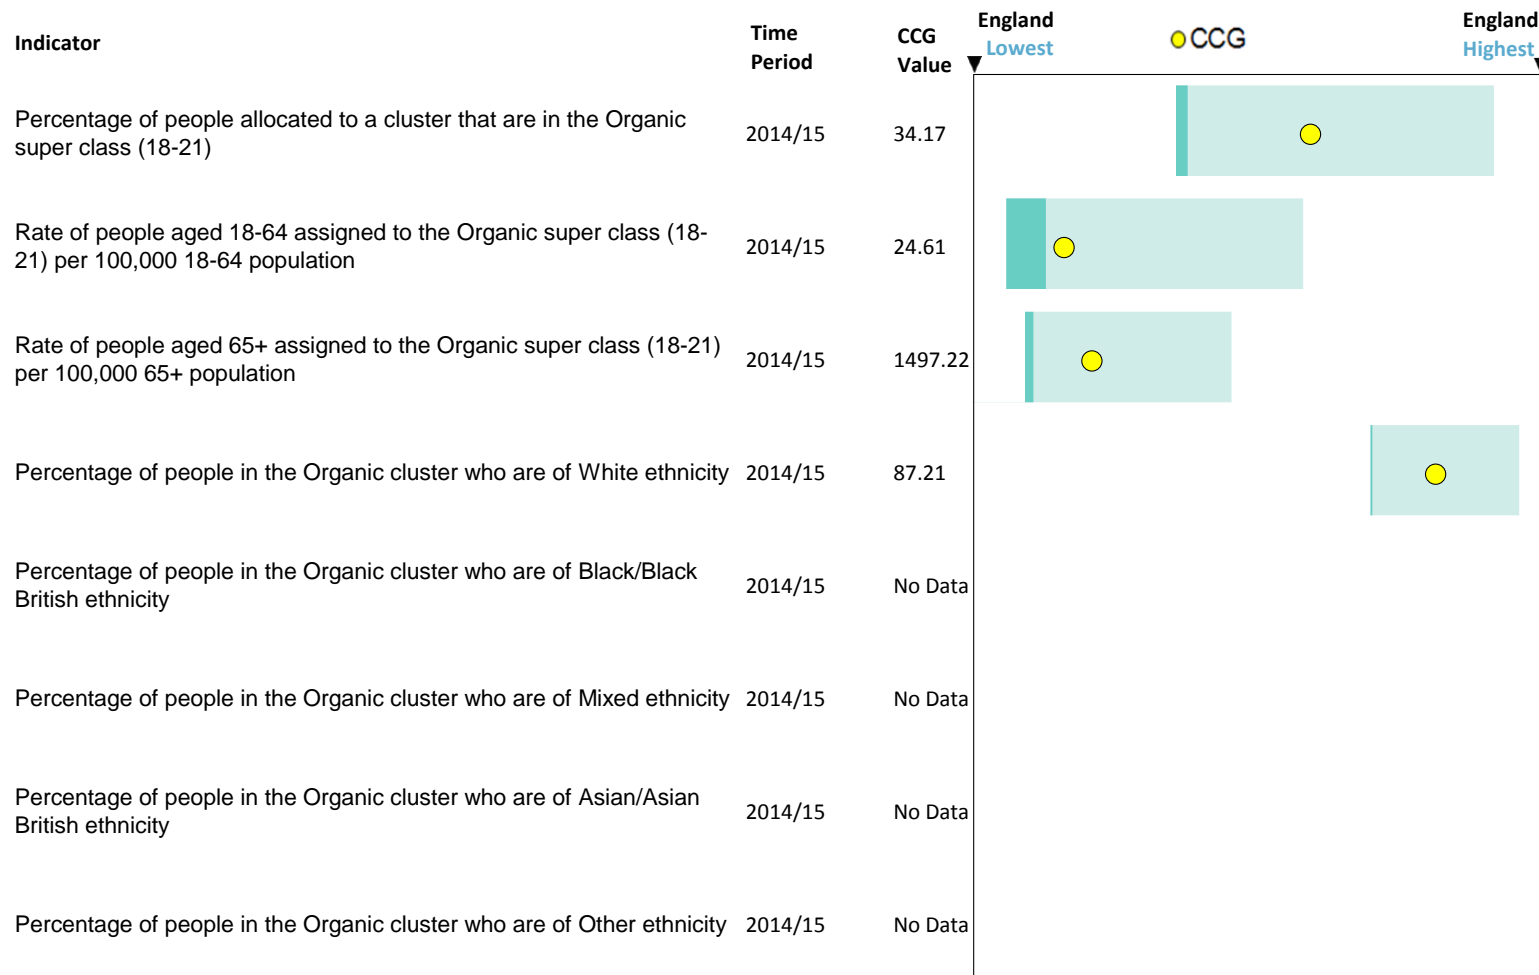 Indicator
Time Period
CCG Value
England Lowest
CCG
England Highest
Percentage of people allocated to a cluster that are in the Organic
super class (18-21)
2014/15
34.17
Rate of people aged 18-64 assigned to the Organic super class (18-
21) per 100,000 18-64 population
2014/15
24.61
Rate of people aged 65+ assigned to the Organic super class (18-21)
per 100,000 65+ population
2014/15
1497.22
Percentage of people in the Organic cluster who are of White ethnicity
2014/15
87.21
Percentage of people in the Organic cluster who are of Black/Black
British ethnicity
2014/15
No Data
Percentage of people in the Organic cluster who are of Mixed ethnicity
2014/15
No Data
Percentage of people in the Organic cluster who are of Asian/Asian
British ethnicity
2014/15
No Data
Percentage of people in the Organic cluster who are of Other ethnicity
2014/15
No Data